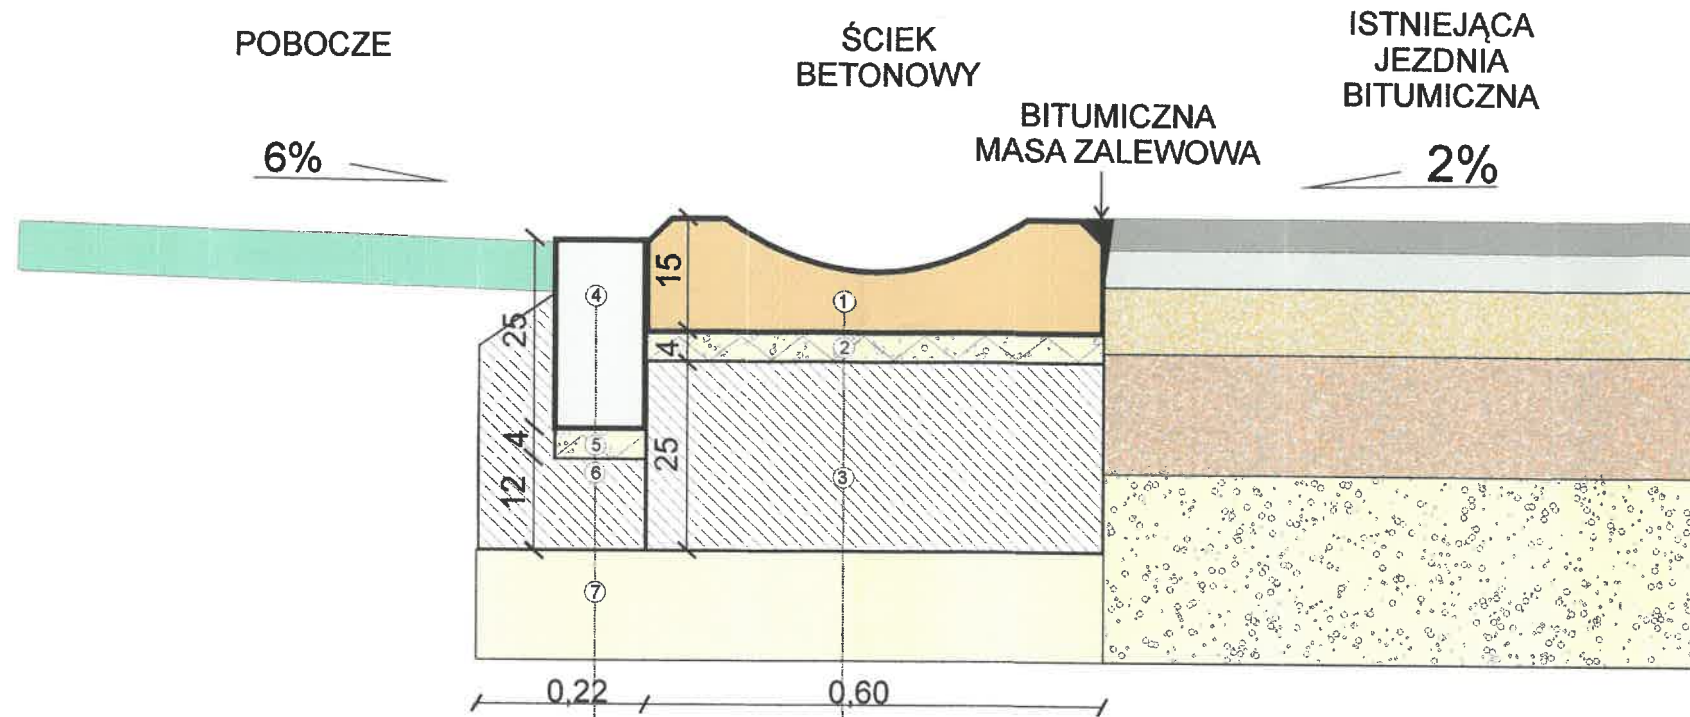 POBOCZE
ŚCIEK
BETONOWY
ISTNIEJĄCA
JEZDNIA
BITUMICZNA
BITUMICZNA
MASA ZALEWOWA
6%
2%
15
4
25
25
4
12
1
2
3
4
5
6
7
0,22
0,60